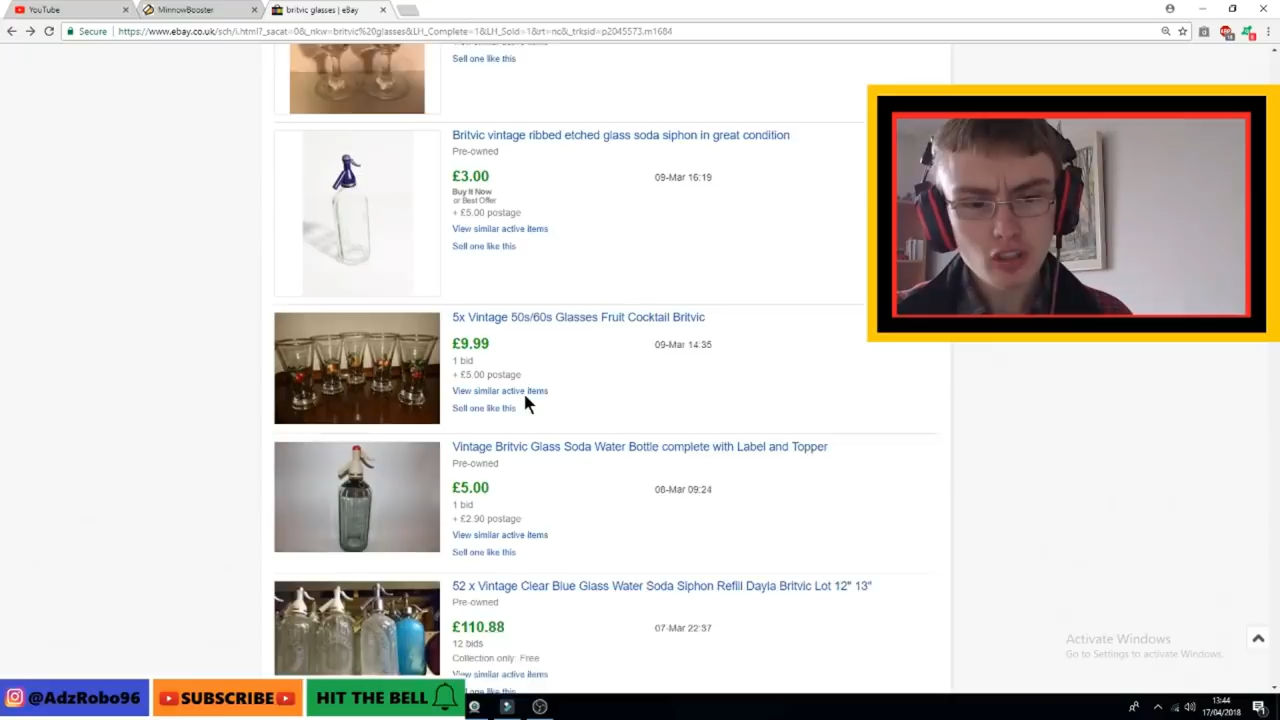 YouTube
MinnowBooster
britvic glasses | eBay
Secure
https://www.ebay.co.uk/sch/i.html?_sacat=0&_nkw=britvic%20glasses&LH_Complete=1&LH_Sold=1&rt=nc&_trksid=p2045573.m1684
Sell one like this
Britvic vintage ribbed etched glass soda siphon in great condition
Pre-owned
£3.00
09-Mar 16:19
Buy It Now
or Best Offer
+ £5.00 postage
View similar active items
Sell one like this
5x Vintage 50s/60s Glasses Fruit Cocktail Britvic
£9.99
09-Mar 14:35
1 bid
+ £5.00 postage
View similar active items
Sell one like this
Vintage Britvic Glass Soda Water Bottle complete with Label and Topper
Pre-owned
£5.00
08-Mar 09:24
1 bid
+ £2.90 postage
View similar active items
Sell one like this
52 x Vintage Clear Blue Glass Water Soda Siphon Refill Dayla Britvic Lot 12" 13"
Pre-owned
£110.88
07-Mar 22:37
12 bids
Collection only: Free
View similar active items
one like this
Activate Windows
Go to Settings to activate Windows.
@AdzRobo96
SUBSCRIBE
HIT THE BELL
13:44
17/04/2018